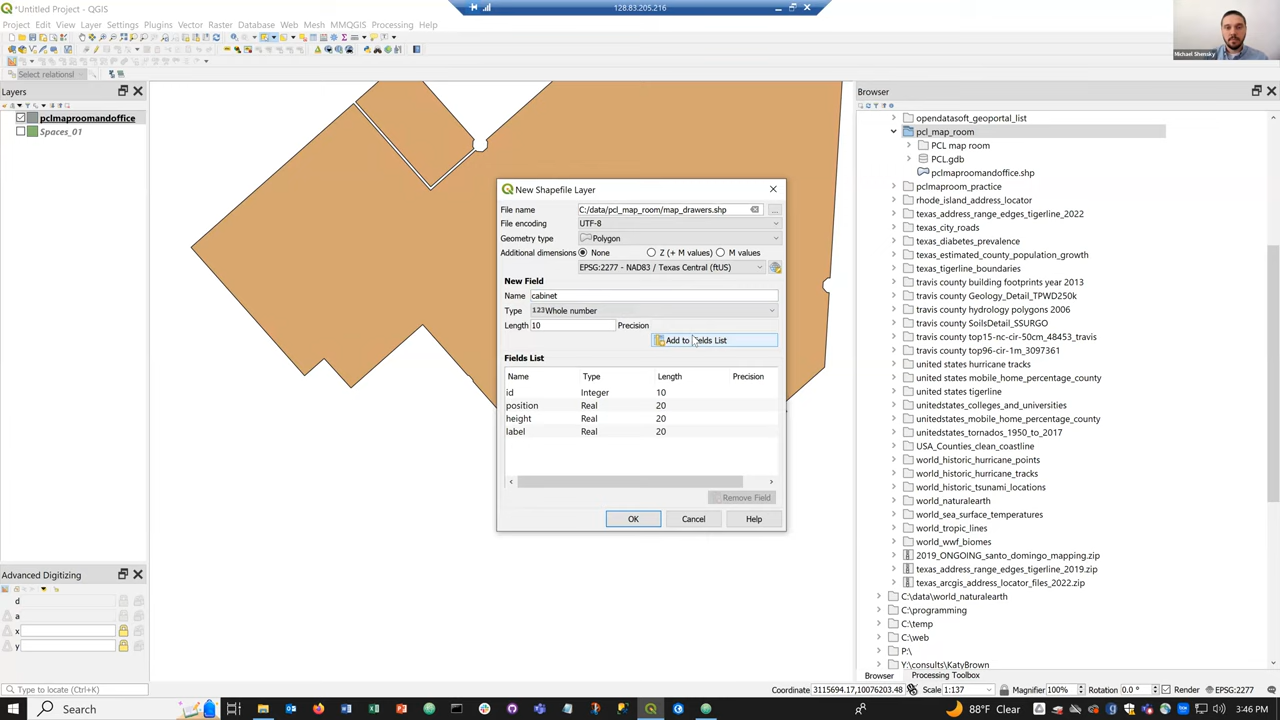 *Untitled Project - QGIS
128.83.205.216
Project Edit View Layer Settings Plugins Vector Raster Database Web Mesh MMQGIS Processing Help
Michael Shensky
Select relational
Layers
pclmaproomandoffice
Spaces_01
Browser
opendatasoft_geoportal_list
pcl_map_room
PCL map room
PCL.gdb
pclmaproomandoffice.shp
pclmaproom_practice
rhode_island_address_locator
texas_address_range_edges_tigerline_2022
texas_city_roads
texas_diabetes_prevalence
texas_estimated_county_population_growth
texas_tigerline_boundaries
travis county building footprints year 2013
travis county Geology_Detail_TPWD250k
travis county hydrology polygons 2006
travis county SoilsDetail_SSURGO
travis county top15-nc-cir-50cm_48453_travis
travis county top96-cir-1m_3097361
united states hurricane tracks
united states mobile_home_percentage_county
united states tigerline
unitedstates_colleges_and_universities
unitedstates_mobile_home_percentage_county
unitedstates_tornados_1950_to_2017
USA_Counties_clean_coastline
world_historic_hurricane_points
world_historic_hurricane_tracks
world_historic_tsunami_locations
world_naturalearth
world_sea_surface_temperatures
world_tropic_lines
world_wwf_biomes
2019_ONGOING_santo_domingo_mapping.zip
texas_address_range_edges_tigerline_2019.zip
texas_arcgis_address_locator_files_2022.zip
C:\data\world_naturalearth
C:\programming
C:\temp
C:\web
P:\
Y:\consults\KatyBrown
Browser Processing Toolbox
New Shapefile Layer
File name C:/data/pcl_map_room/map_drawers.shp ...
File encoding UTF-8
Geometry type Polygon
Additional dimensions None Z (+ M values) M values
EPSG:2277 - NAD83 / Texas Central (ftUS)
New Field
Name cabinet
Type 123 Whole number
Length 10 Precision
Add to Fields List
Fields List
Name Type Length Precision
id Integer 10
position Real 20
height Real 20
label Real 20
Remove Field
OK Cancel Help
Advanced Digitizing
d
a
x
y
Type to locate (Ctrl+K)
Coordinate 3115694.17,10076203.48 Scale 1:137 Magnifier 100% Rotation 0.0 ° Render EPSG:2277
Search
88°F Clear
3:46 PM